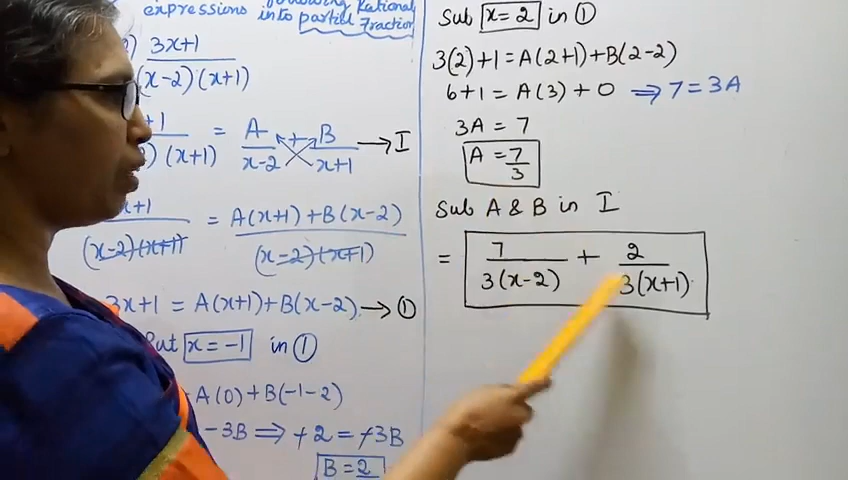 following Rational
expressions into partial Fraction
) 3x+1
(x-2) (x+1)
+1 = A + B → I
) (x+1) x-2 x+1
x+1 = A(x+1)+B(x-2)
(x-2)(x+1) (x-2)(x+1)
3x+1 = A(x+1)+B(x-2) → ①
Put x=-1 in ①
A(0)+B(-1-2)
-3B ⟹ -2 = -3B
B = 2
Sub x=2 in ①
3(2)+1=A(2+1)+B(2-2)
6+1 = A(3)+0 ⟹ 7=3A
3A = 7
A = 7
3
Sub A & B in I
= 7 + 2
3(x-2) 3(x+1)